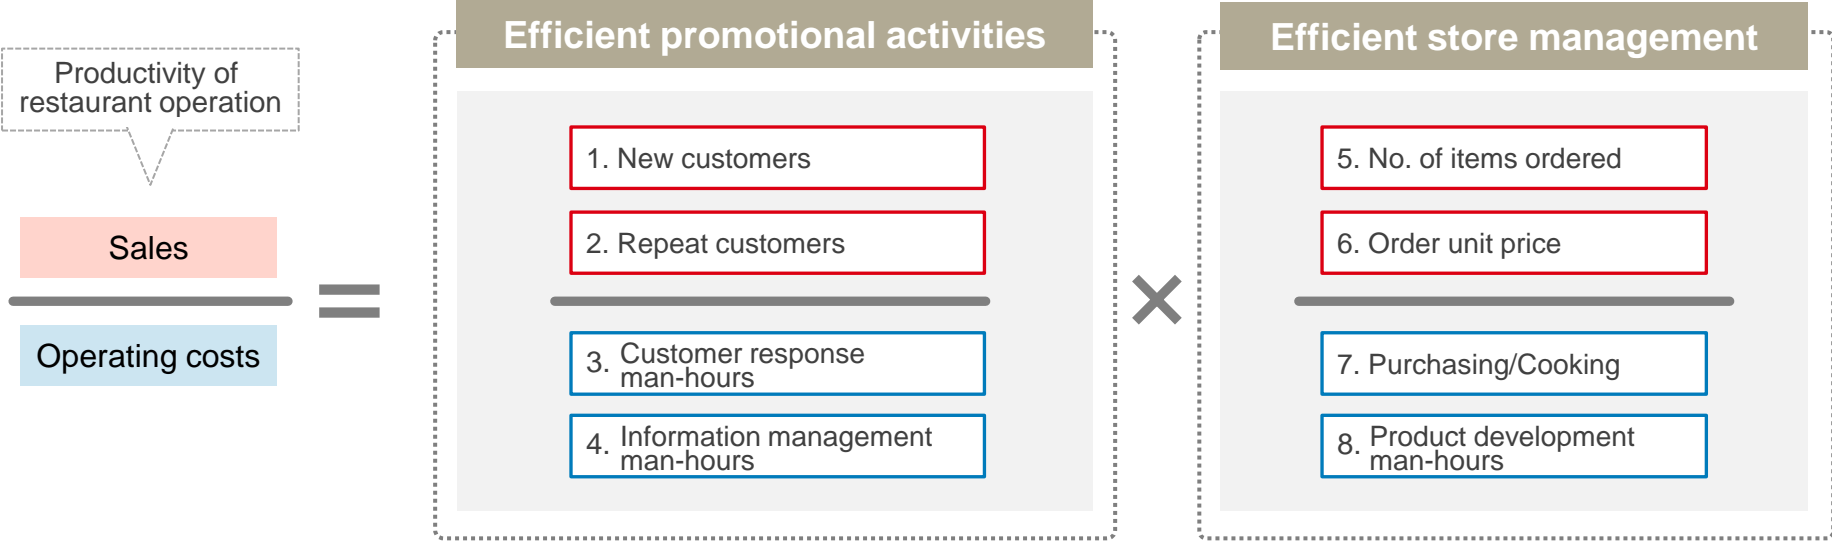 Productivity of
restaurant operation
Sales
Operating costs
=
Efficient promotional activities
1. New customers
2. Repeat customers
3. Customer response
man-hours
4. Information management
man-hours
×
Efficient store management
5. No. of items ordered
6. Order unit price
7. Purchasing/Cooking
8. Product development
man-hours